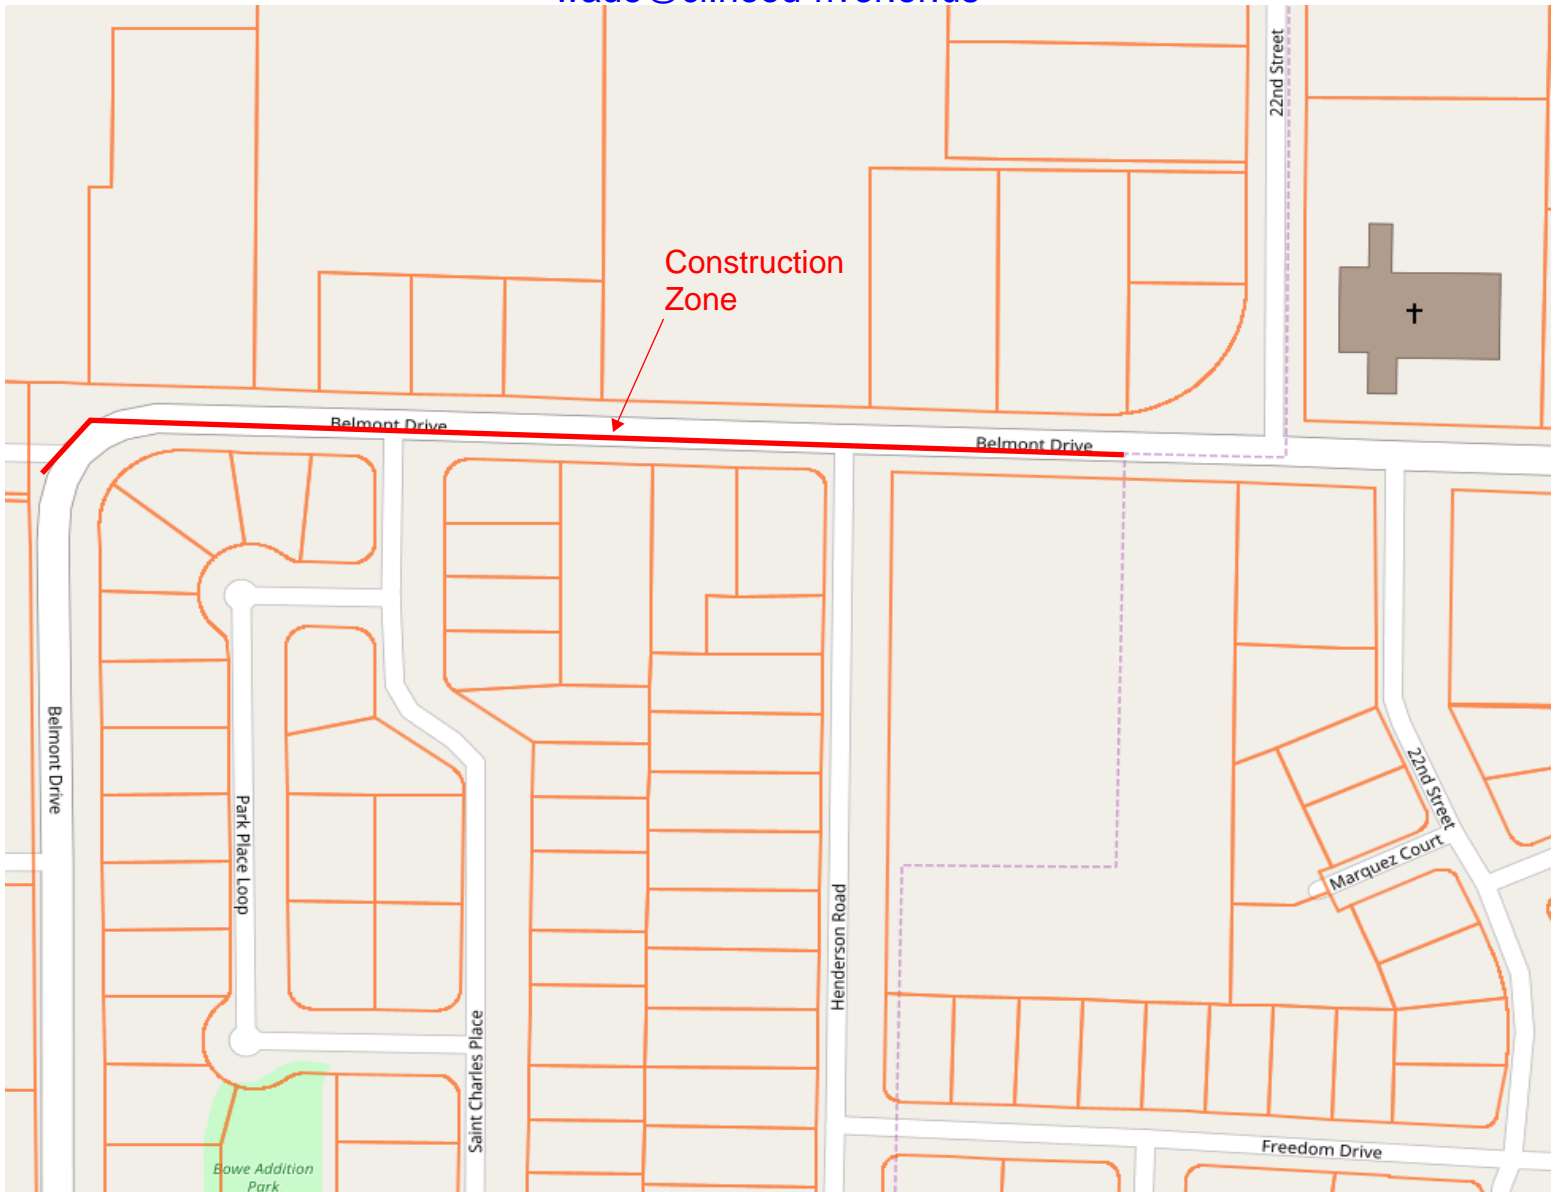 22nd Street
Construction
Zone
Belmont Drive
Belmont Drive
Belmont Drive
22nd Street
Park Place Loop
Marquez Court
Henderson Road
Saint Charles Place
Freedom Drive
Bowe Addition
Park